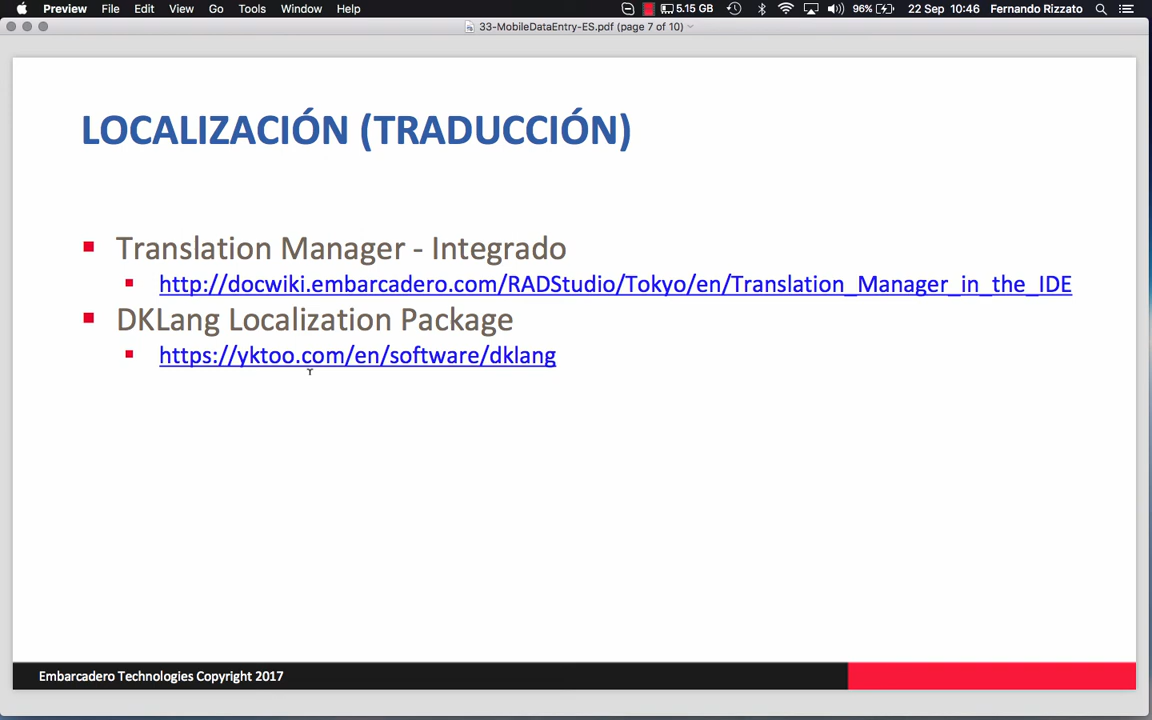 Preview File Edit View Go Tools Window Help 5.15 GB 96% 22 Sep 10:46 Fernando Rizzato
33-MobileDataEntry-ES.pdf (page 7 of 10)
LOCALIZACIÓN (TRADUCCIÓN)
Translation Manager - Integrado
http://docwiki.embarcadero.com/RADStudio/Tokyo/en/Translation_Manager_in_the_IDE
DKLang Localization Package
https://yktoo.com/en/software/dklang
Embarcadero Technologies Copyright 2017